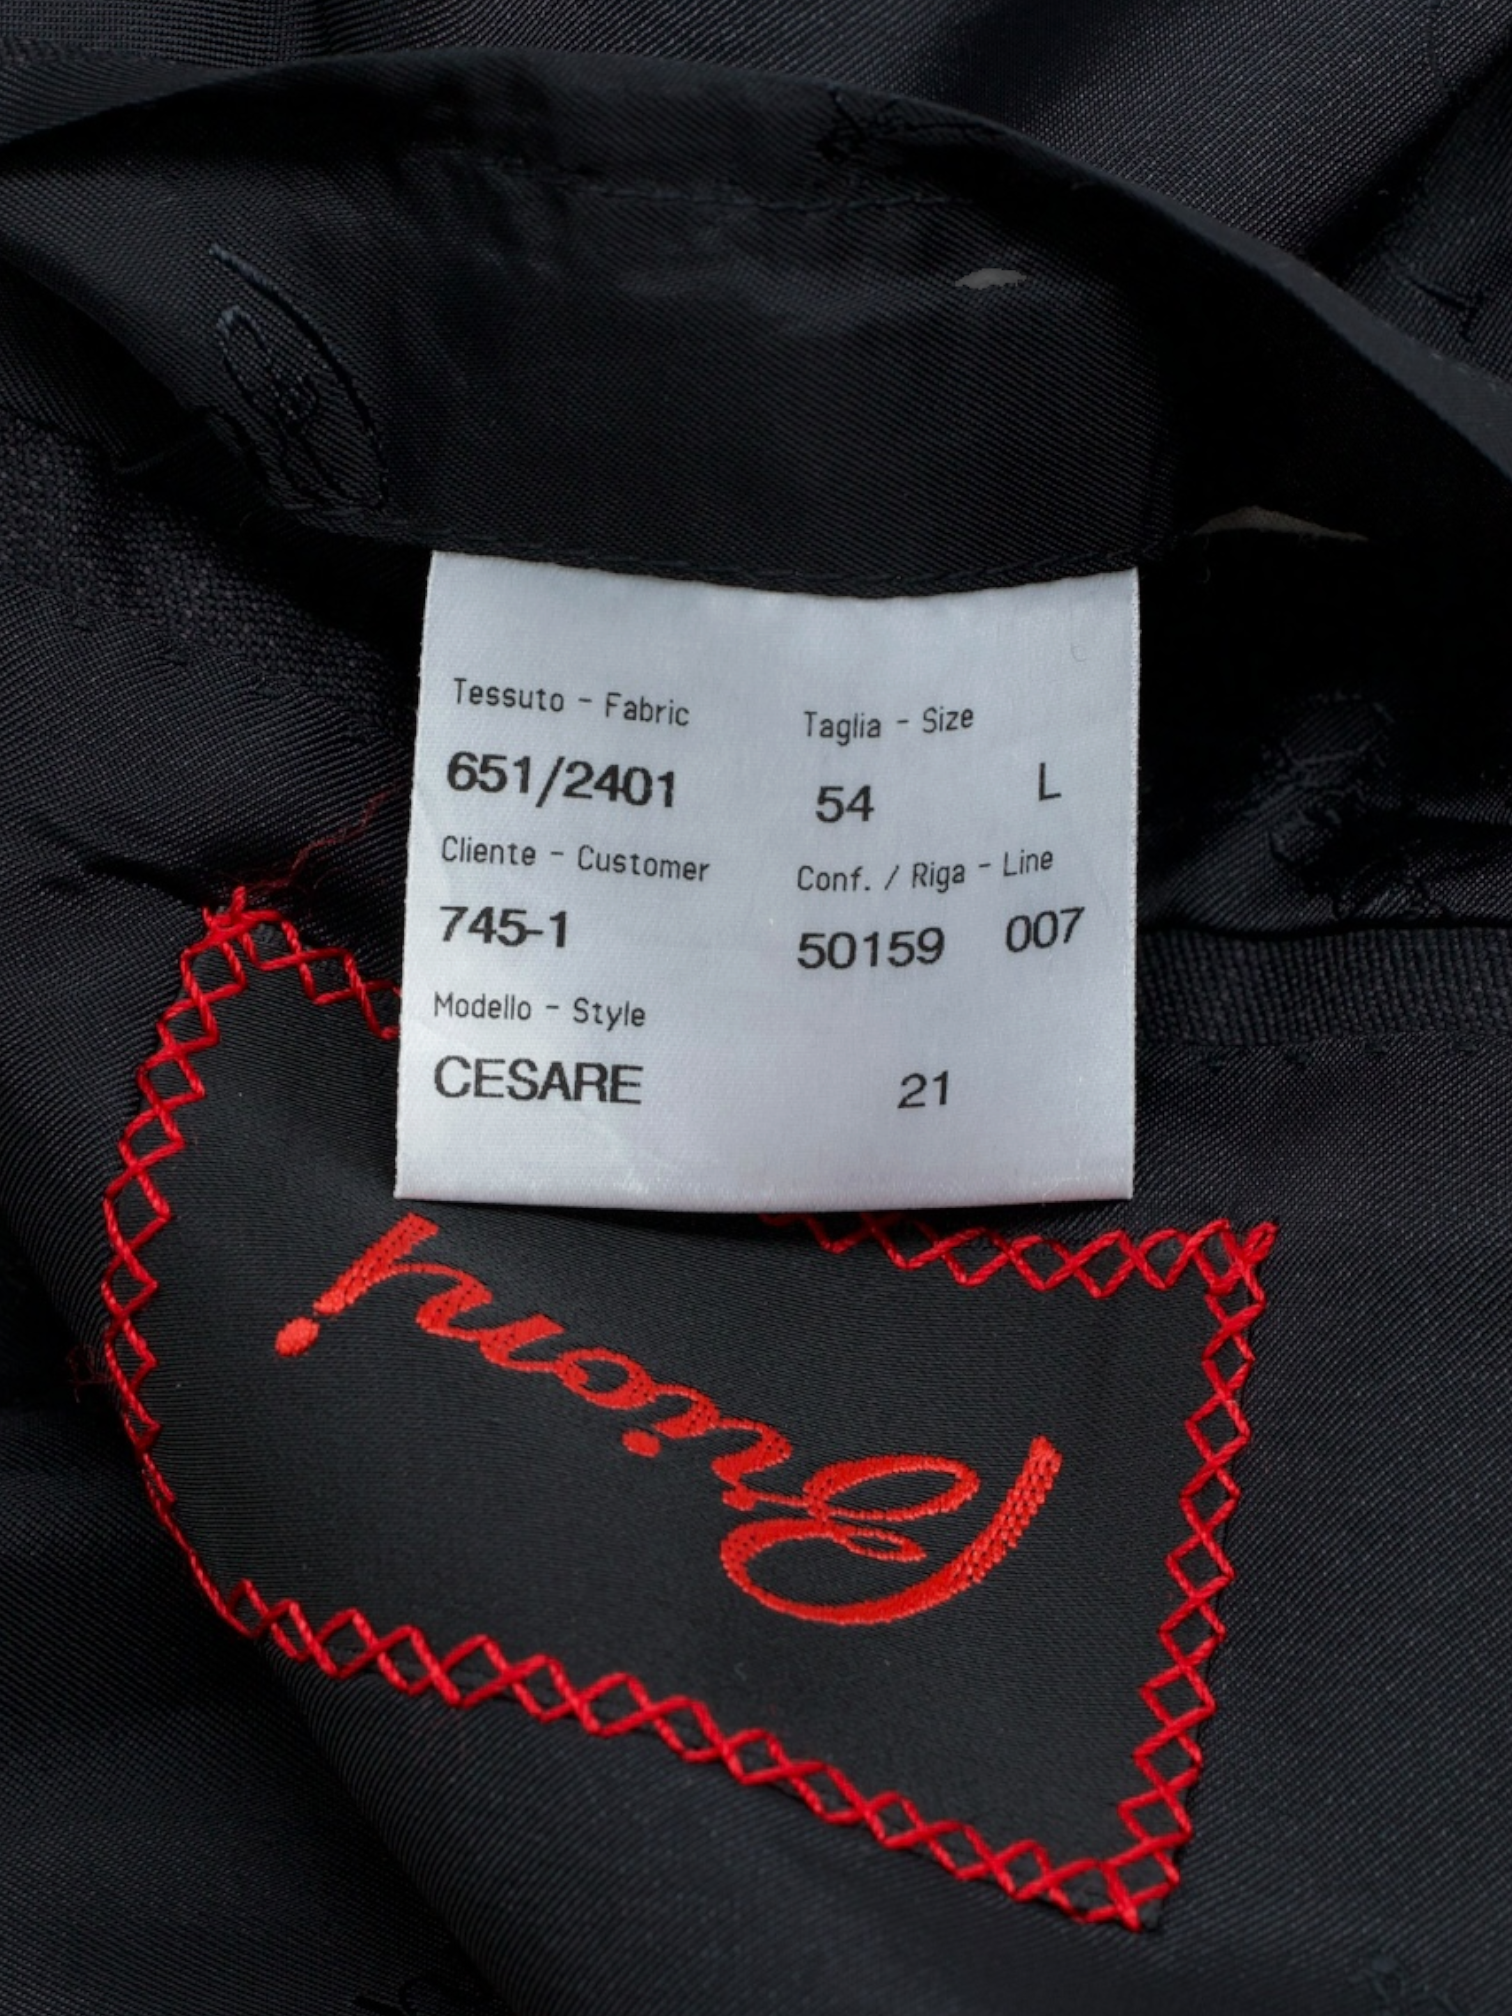 Tessuto - Fabric Taglia - Size
651/2401 54 L
Cliente - Customer Conf. / Riga - Line
745-1 50159 007
Modello - Style
CESARE 21
Brioni